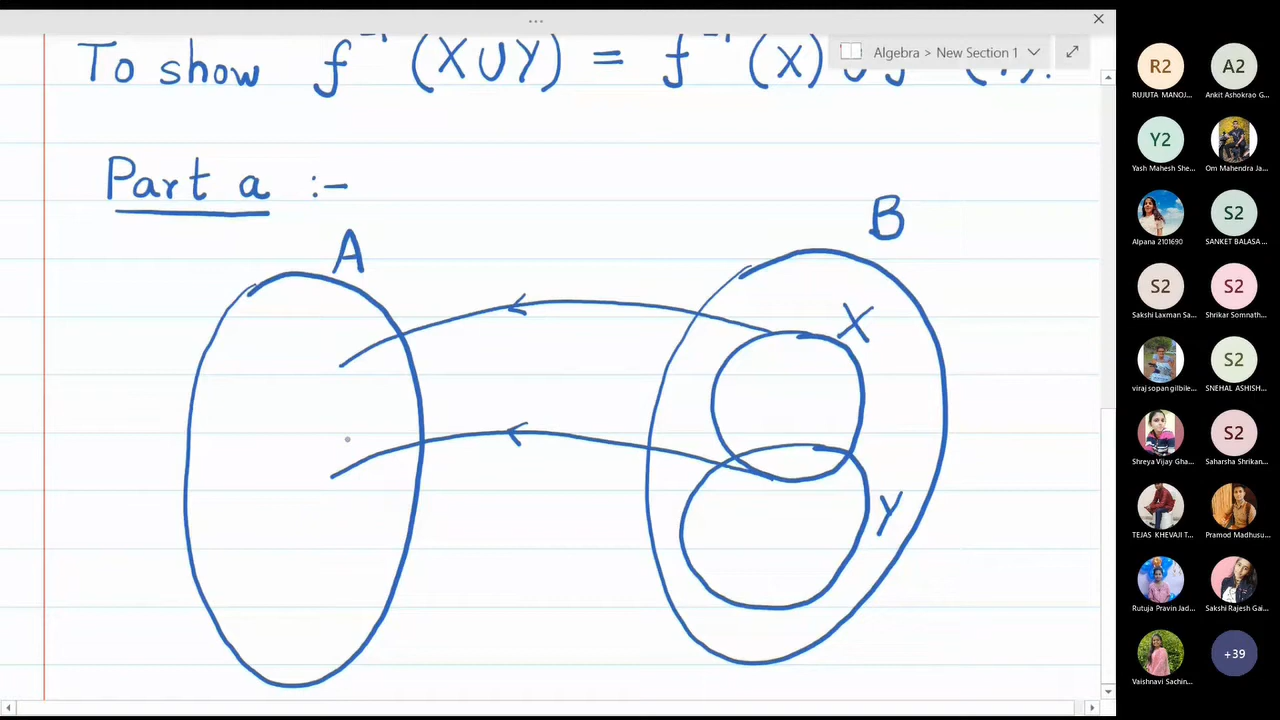 To show f⁻¹ (X∪Y) = f⁻¹ (X) ∪ f⁻¹ (Y).
Algebra > New Section 1
Part a :-
A
B
X
Y
R2
RUJUTA MANOJ...
A2
Ankit Ashokrao G...
Y2
Yash Mahesh She...
Om Mahendra Ja...
Alpana 2101690
S2
SANKET BALASA ...
S2
Sakshi Laxman Sa...
S2
Shrikar Somnath...
viraj sopan gilbile...
S2
SNEHAL ASHISH...
Shreya Vijay Gha...
S2
Saharsha Shrikan...
TEJAS KHEVAJI T...
Pramod Madhusu...
Rutuja Pravin Jad...
Sakshi Rajesh Gai...
Vaishnavi Sachin...
+39